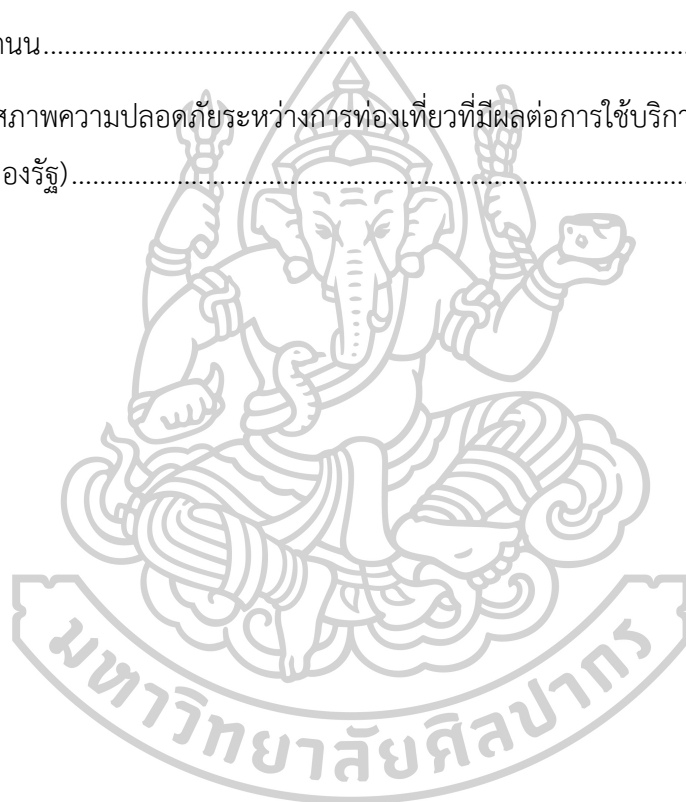 านน................................................................................................
สภาพความปลอดภัยระหว่างการท่องเที่ยวที่มีผลต่อการใช้บริกา
องรัฐ)............................................................................................
มหาวิทยาลัยศิลปากร